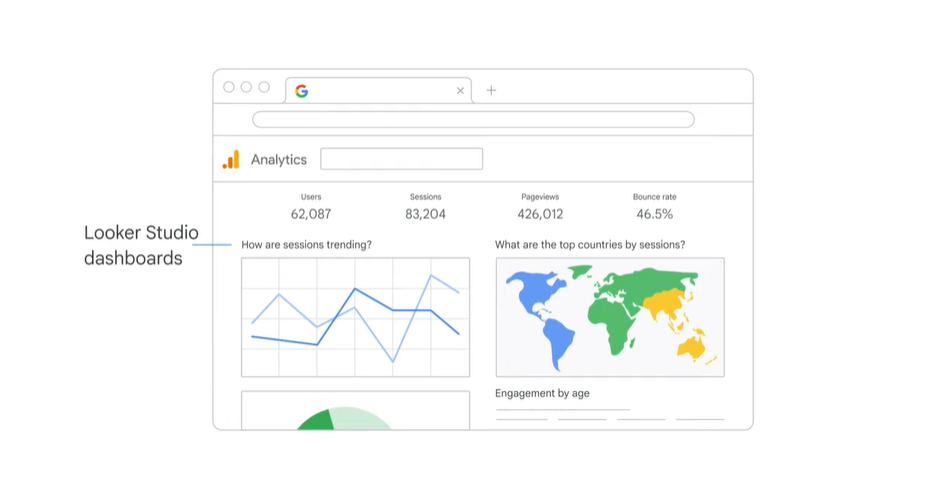 Analytics
Users
Sessions
Pageviews
Bounce rate
62,087
83,204
426,012
46.5%
Looker Studio
dashboards
How are sessions trending?
What are the top countries by sessions?
Engagement by age